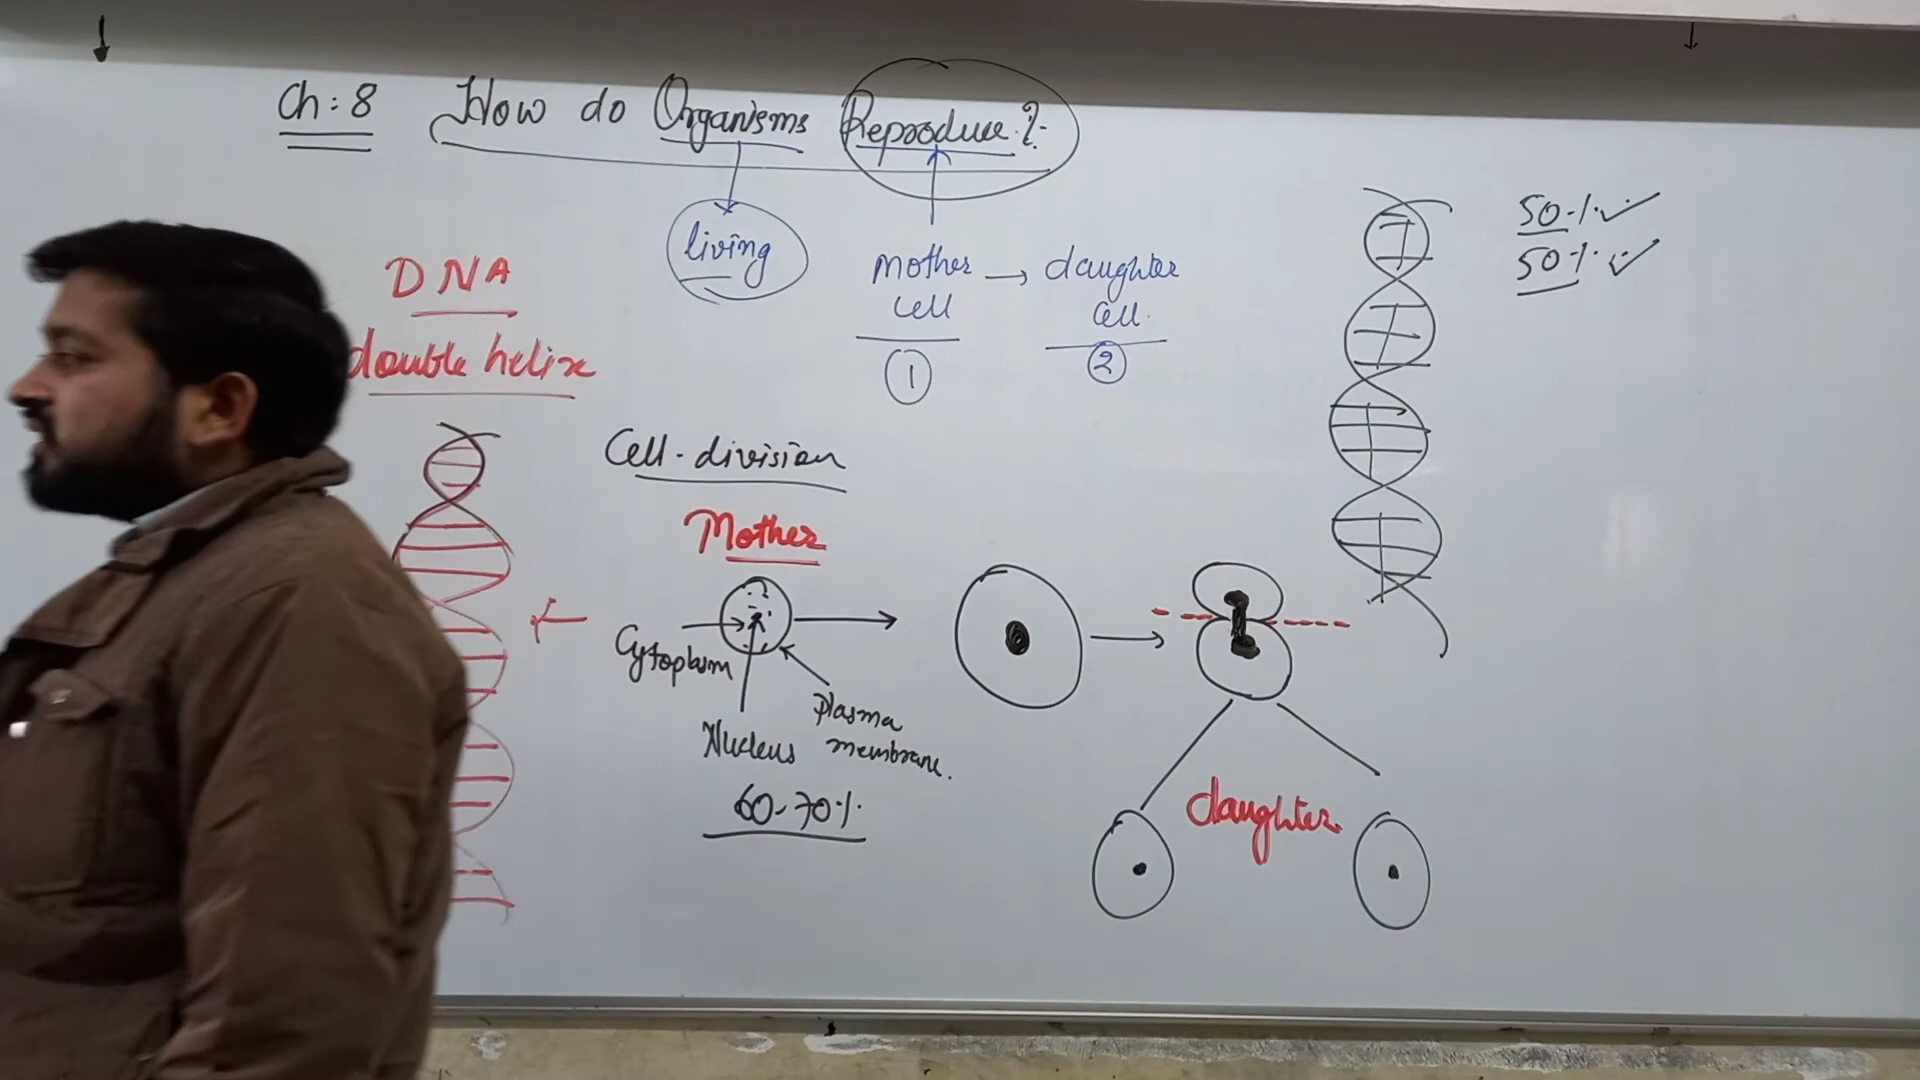 Ch: 8 How do Organisms Reproduce?
living
mother cell → daughter cell.
1 2
50%
50%
DNA
double helix
Cell-division
Mother
Cytoplasm
Nucleus
Plasma membrane.
60-70%
daughter